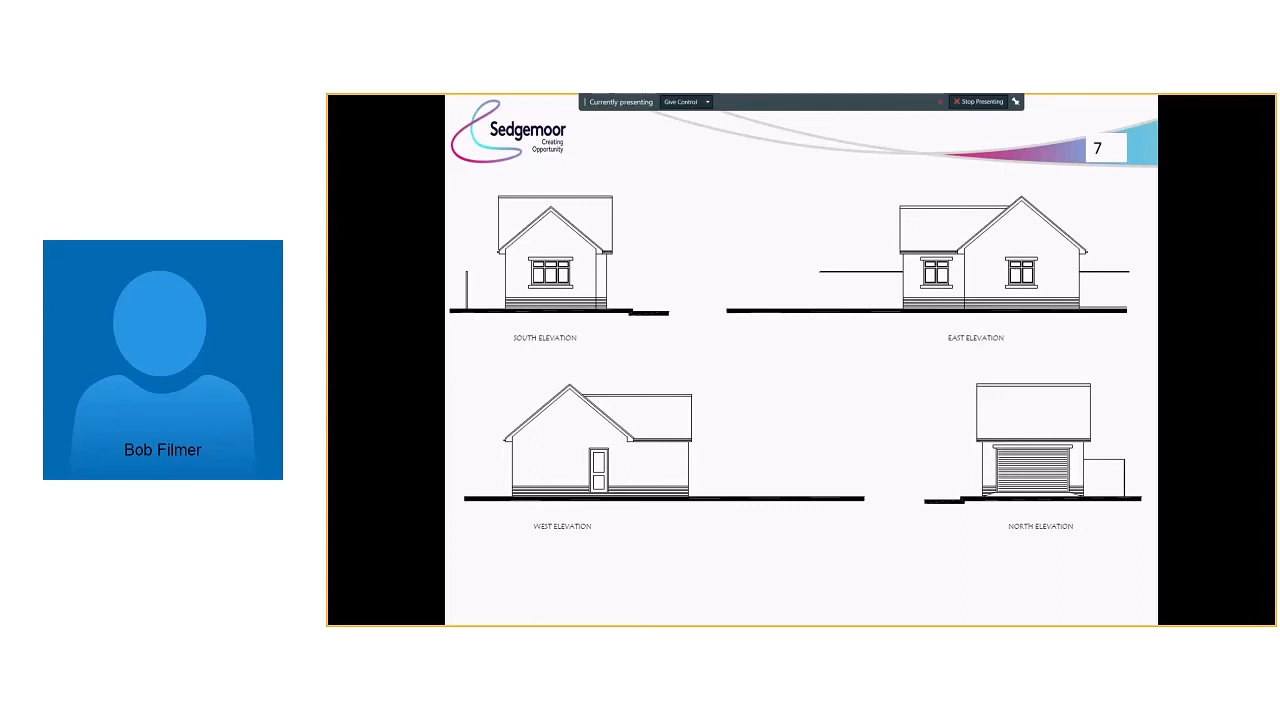 Currently presenting
Give Control
Stop Presenting
Sedgemoor
Creating
Opportunity
7
SOUTH ELEVATION
EAST ELEVATION
Bob Filmer
WEST ELEVATION
NORTH ELEVATION